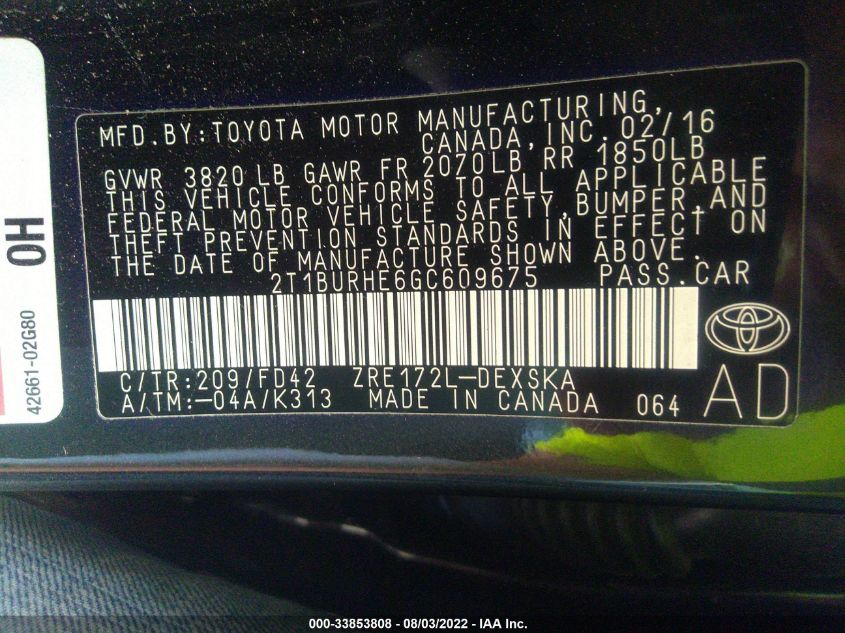 MFD.BY:TOYOTA MOTOR MANUFACTURING,
CANADA,INC. 02/16
GVWR 3820 LB GAWR FR 2070LB RR 1850LB
THIS VEHICLE CONFORMS TO ALL APPLICABLE
FEDERAL MOTOR VEHICLE SAFETY,BUMPER,AND
THEFT PREVENTION STANDARDS IN EFFECT ON
THE DATE OF MANUFACTURE SHOWN ABOVE.
2T1BURHE6GC609675 PASS.CAR
C/TR:209/FD42 ZRE172L-DEXSKA
A/TM:-04A/K313 MADE IN CANADA 064 AD
OH
42661-02G80
000-33853808 - 08/03/2022 - IAA Inc.